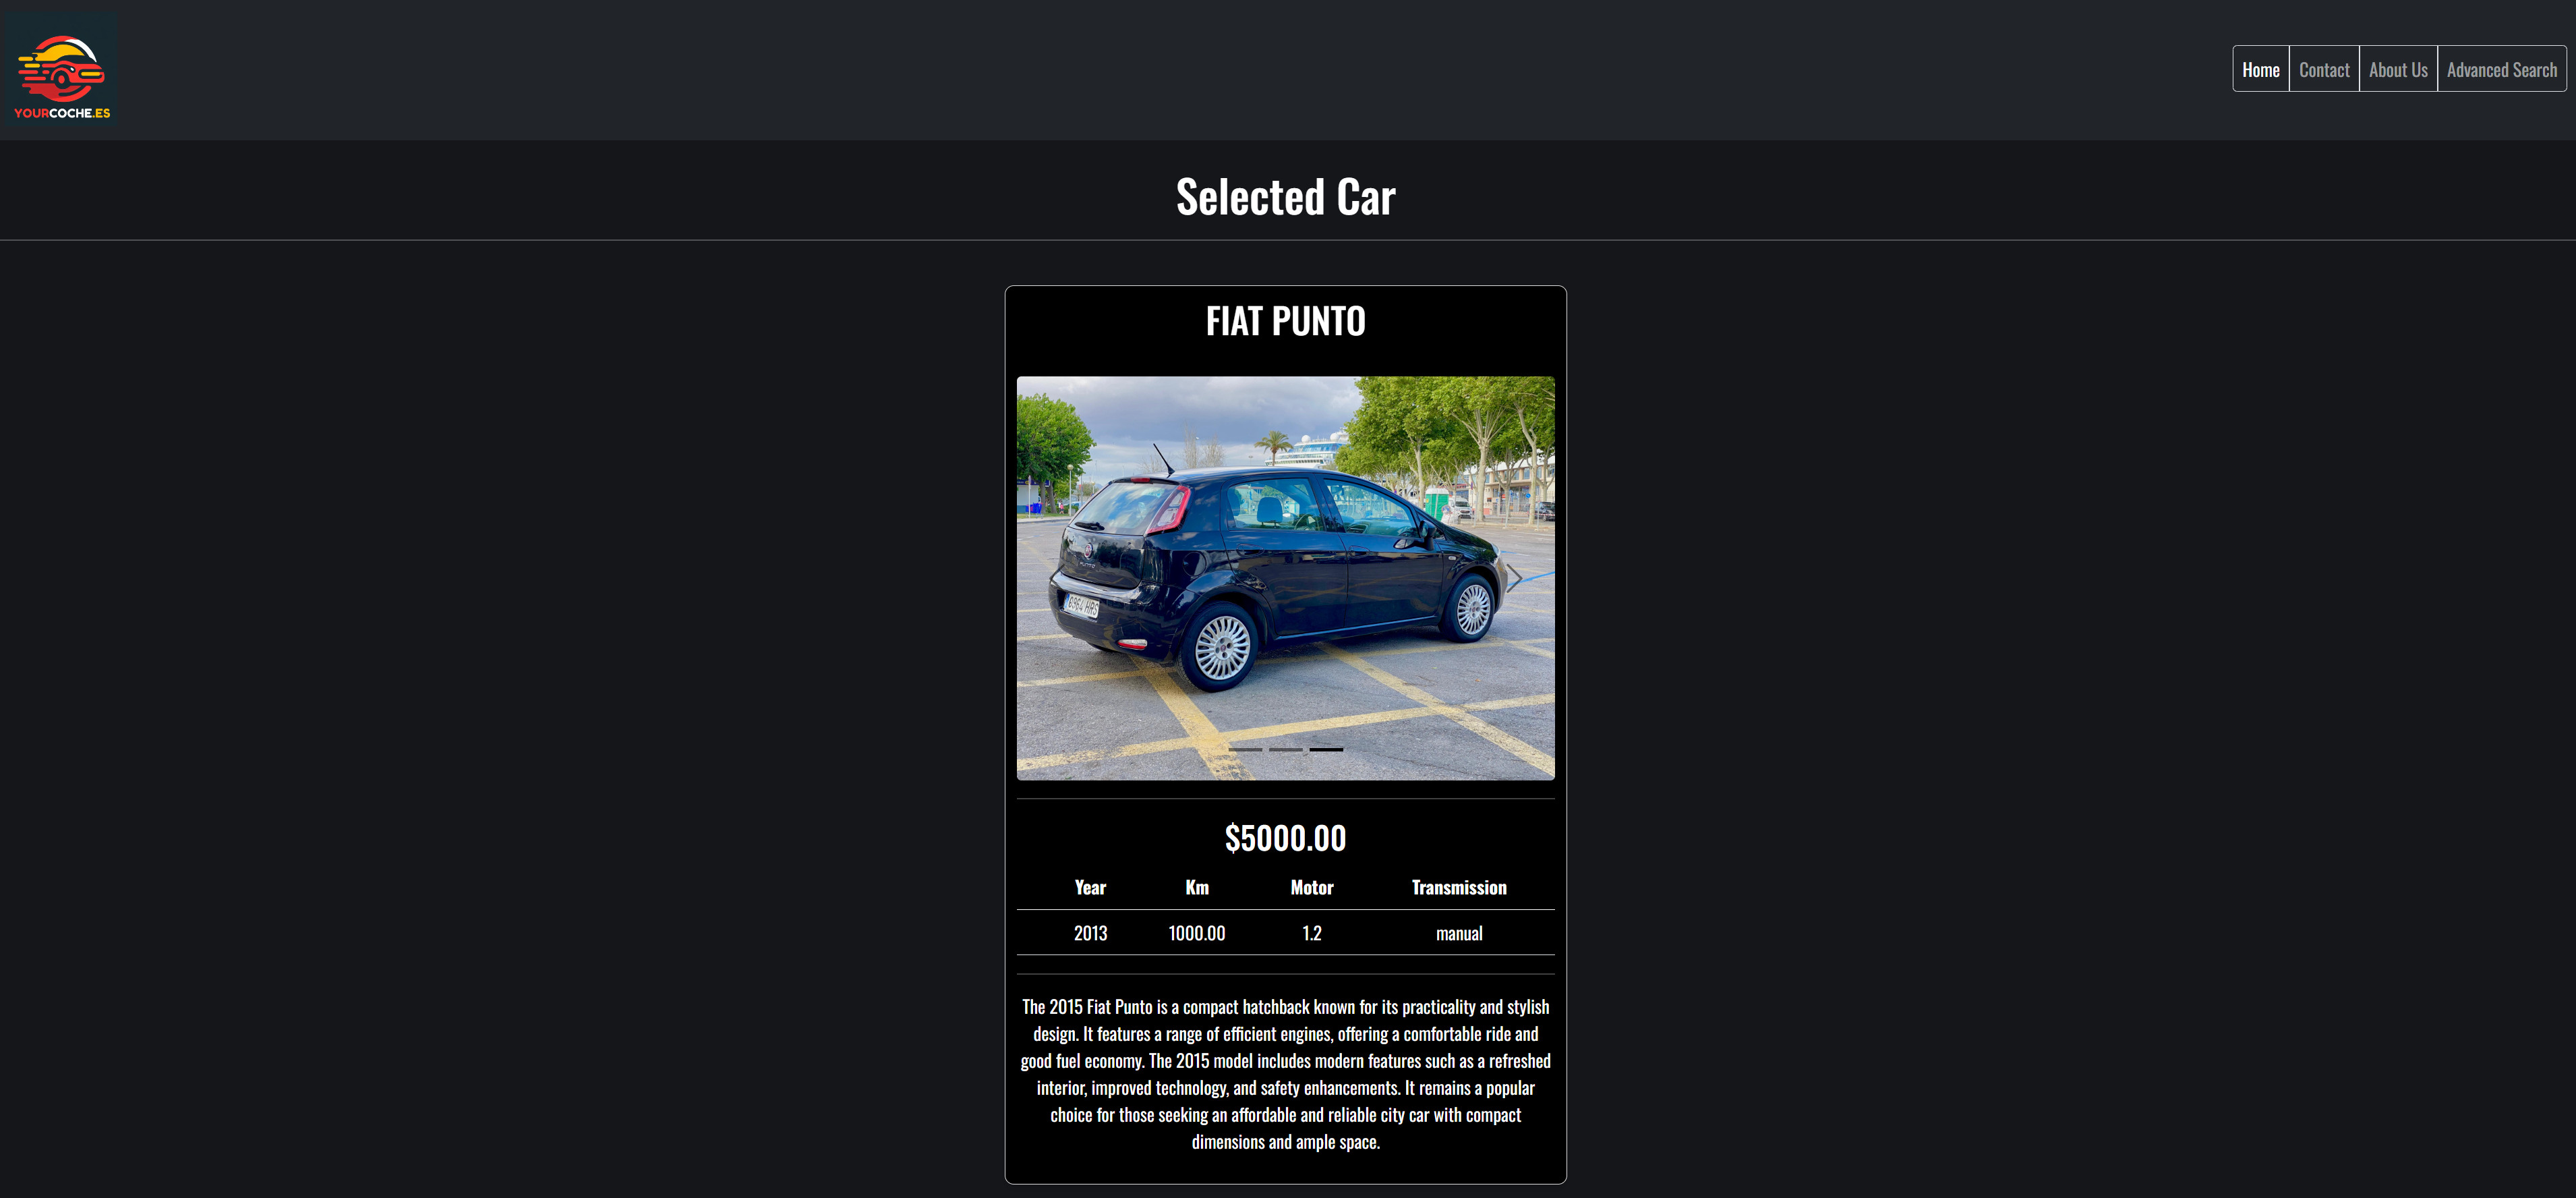 YOURCOCHE.ES
Home Contact About Us Advanced Search
Selected Car
FIAT PUNTO
PUNTO
$5000.00
Year Km Motor Transmission
2013 1000.00 1.2 manual
The 2015 Fiat Punto is a compact hatchback known for its practicality and stylish
design. It features a range of efficient engines, offering a comfortable ride and
good fuel economy. The 2015 model includes modern features such as a refreshed
interior, improved technology, and safety enhancements. It remains a popular
choice for those seeking an affordable and reliable city car with compact
dimensions and ample space.